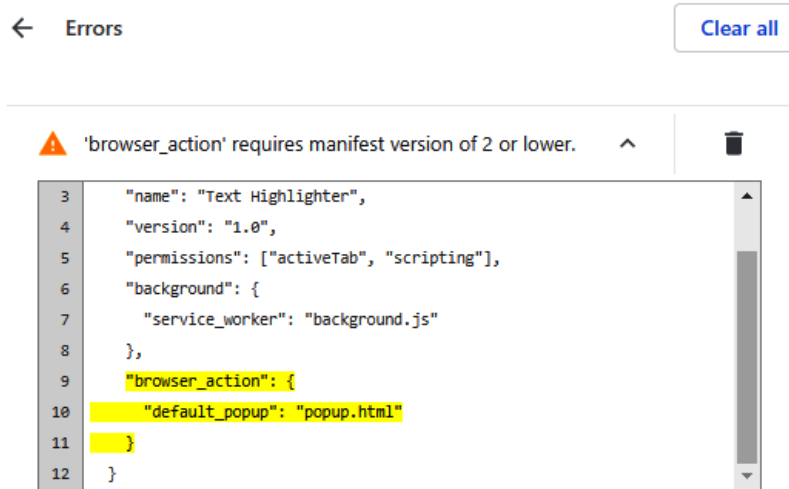 Errors
Clear all
'browser_action' requires manifest version of 2 or lower.
3 "name": "Text Highlighter",
4 "version": "1.0",
5 "permissions": ["activeTab", "scripting"],
6 "background": {
7 "service_worker": "background.js"
8 },
9 "browser_action": {
10 "default_popup": "popup.html"
11 }
12 }